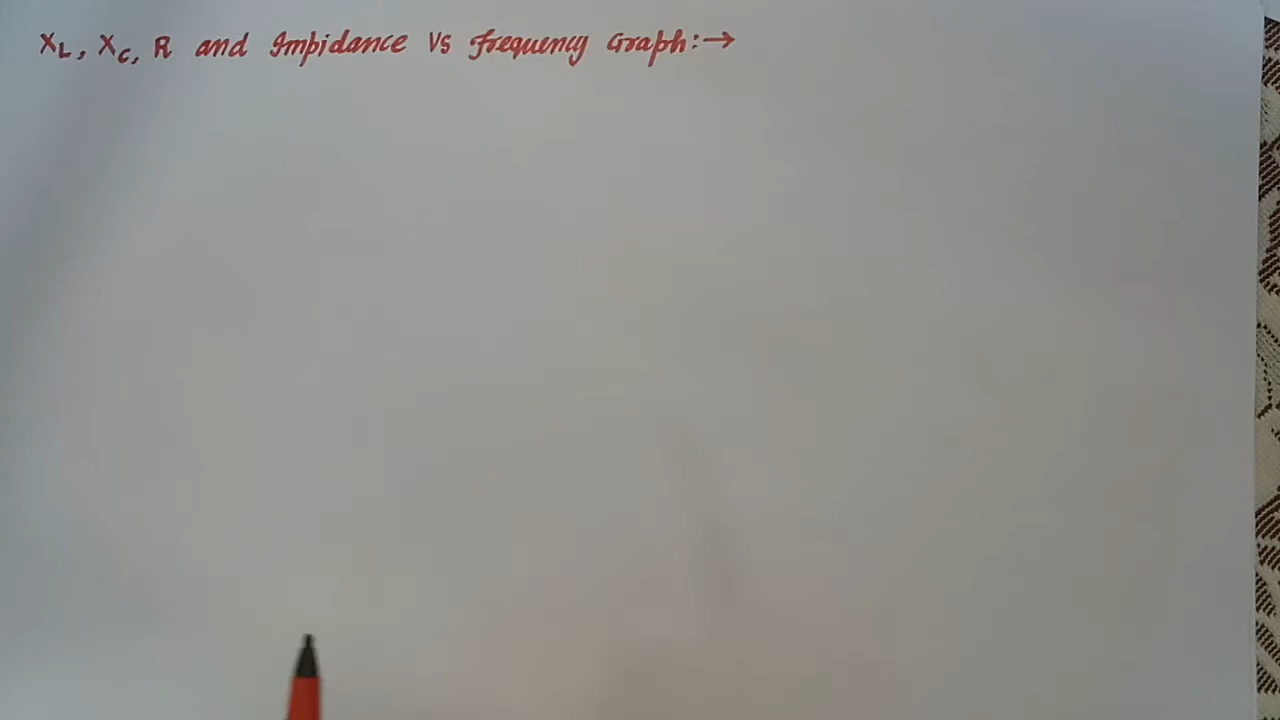 XL, XC, R and Impidance Vs frequency Graph:→